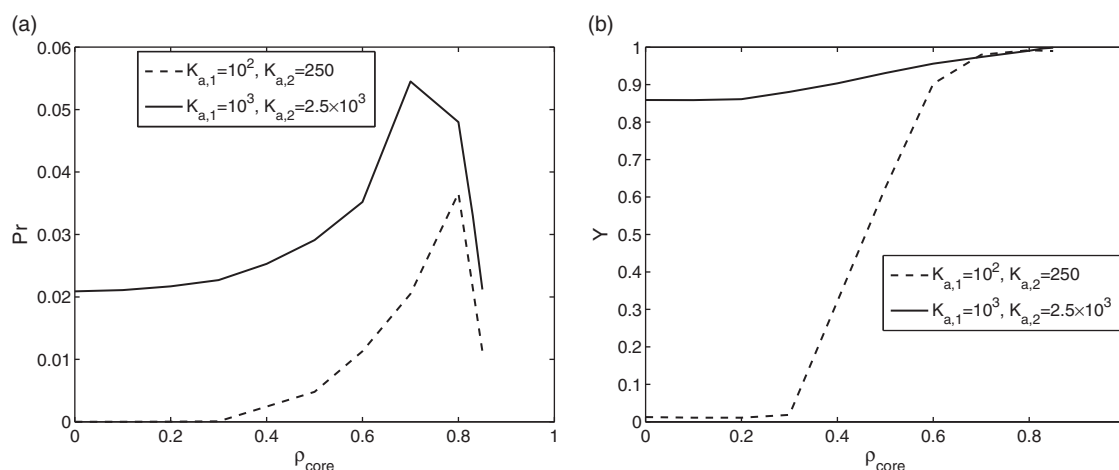 (a)
0.06
0.05
0.04
0.03
0.02
0.01
0
Pr
K_{a,1}=10^2, K_{a,2}=250
K_{a,1}=10^3, K_{a,2}=2.5×10^3
0 0.2 0.4 0.6 0.8 1
ρ_{core}
(b)
1
0.9
0.8
0.7
0.6
0.5
0.4
0.3
0.2
0.1
0
Y
K_{a,1}=10^2, K_{a,2}=250
K_{a,1}=10^3, K_{a,2}=2.5×10^3
0 0.2 0.4 0.6 0.8
ρ_{core}